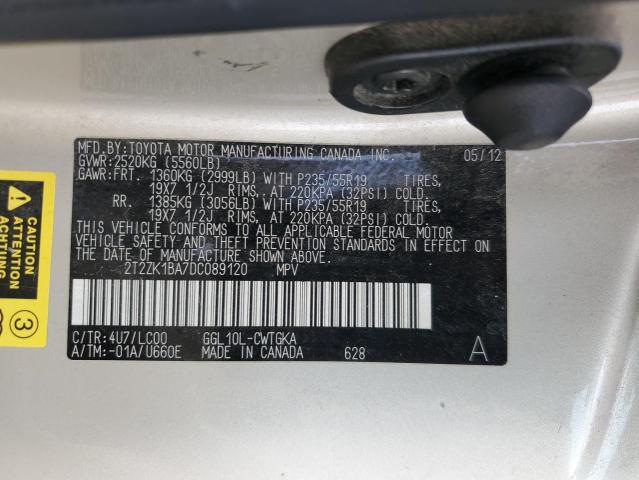 MFD.BY:TOYOTA MOTOR MANUFACTURING CANADA INC. 05/12
GVWR:2520KG (5560LB)
GAWR:FRT. 1360KG (2999LB)WITH P235/55R19 TIRES,
19X7 1/2J RIMS, AT 220KPA (32PSI) COLD.
RR. 1385KG (3056LB)WITH P235/55R19 TIRES,
19X7 1/2J RIMS, AT 220KPA (32PSI) COLD.
THIS VEHICLE CONFORMS TO ALL APPLICABLE FEDERAL MOTOR
VEHICLE SAFETY AND THEFT PREVENTION STANDARDS IN EFFECT ON
THE DATE OF MANUFACTURE SHOWN ABOVE.
2T2ZK1BA7DC089120 MPV
C/TR:4U7/LC00 GGL10L-CWTGKA
A/TM:-01A/U660E MADE IN CANADA 628 A
CAUTION
ATTENTION
ACHTUNG
3